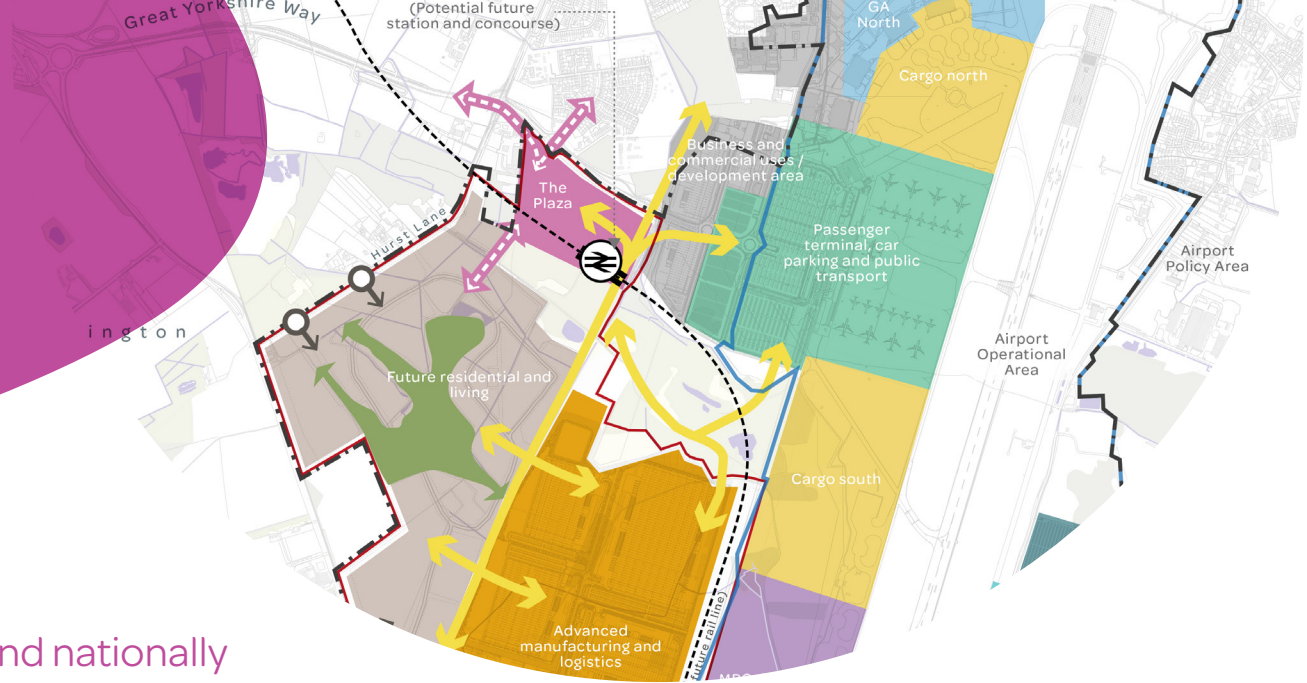 Great Yorkshire Way
(Potential future
station and concourse)
GA
North
Cargo north
Business and
commercial uses /
development area
The
Plaza
Hurst Lane
Passenger
terminal, car
parking and public
transport
Airport
Policy Area
ington
Airport
Operational
Area
Future residential and
living
Cargo south
Advanced
manufacturing and
logistics
future rail line)
nd nationally